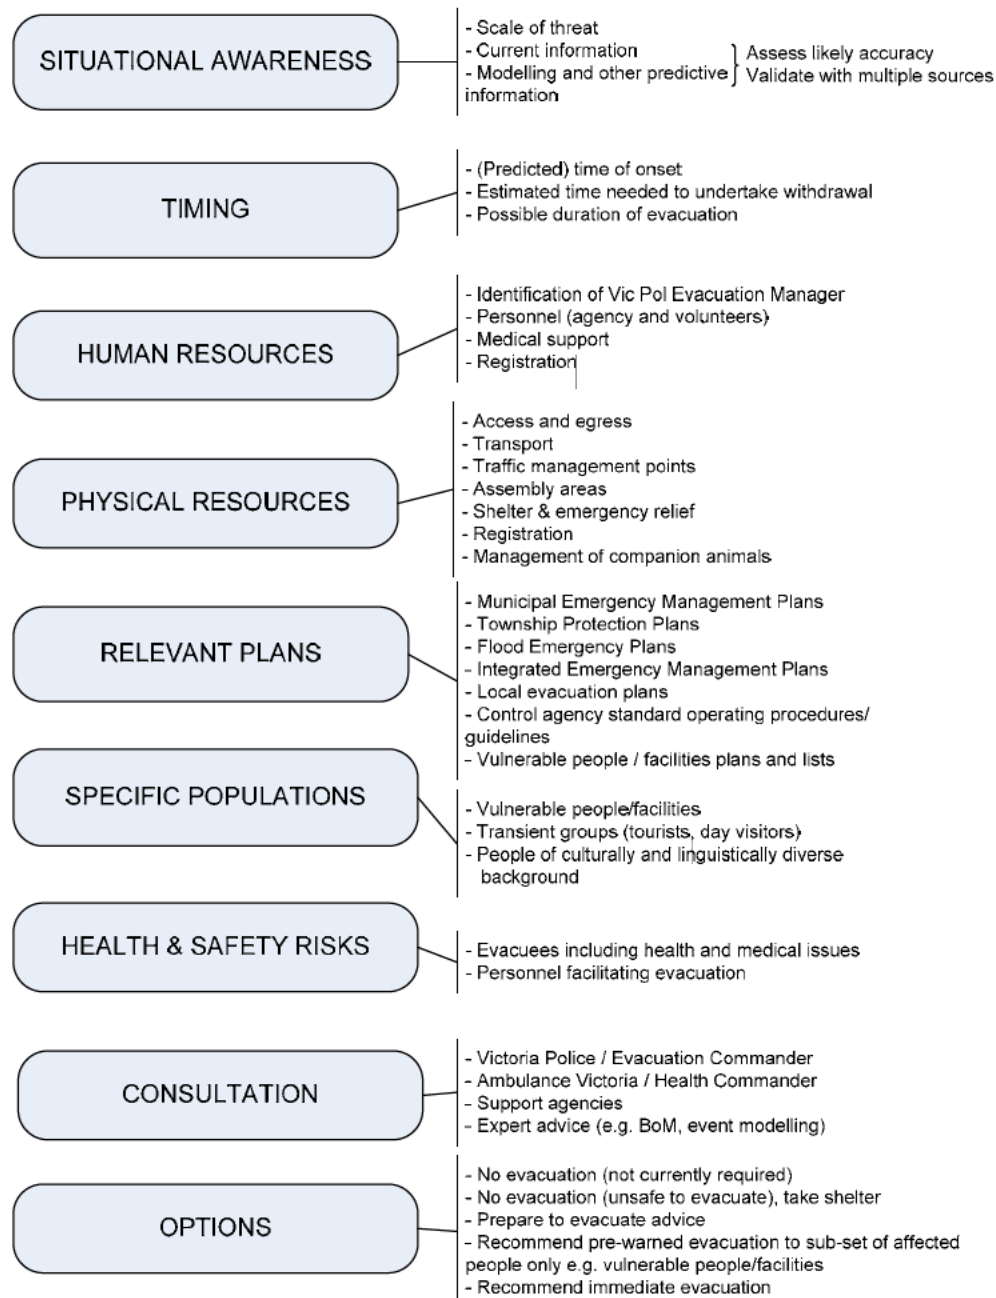 SITUATIONAL AWARENESS
- Scale of threat
- Current information
- Modelling and other predictive
information
Assess likely accuracy
Validate with multiple sources
TIMING
- (Predicted) time of onset
- Estimated time needed to undertake withdrawal
- Possible duration of evacuation
HUMAN RESOURCES
- Identification of Vic Pol Evacuation Manager
- Personnel (agency and volunteers)
- Medical support
- Registration
PHYSICAL RESOURCES
- Access and egress
- Transport
- Traffic management points
- Assembly areas
- Shelter & emergency relief
- Registration
- Management of companion animals
RELEVANT PLANS
- Municipal Emergency Management Plans
- Township Protection Plans
- Flood Emergency Plans
- Integrated Emergency Management Plans
- Local evacuation plans
- Control agency standard operating procedures/
guidelines
- Vulnerable people / facilities plans and lists
SPECIFIC POPULATIONS
- Vulnerable people/facilities
- Transient groups (tourists, day visitors)
- People of culturally and linguistically diverse
background
HEALTH & SAFETY RISKS
- Evacuees including health and medical issues
- Personnel facilitating evacuation
CONSULTATION
- Victoria Police / Evacuation Commander
- Ambulance Victoria / Health Commander
- Support agencies
- Expert advice (e.g. BoM, event modelling)
OPTIONS
- No evacuation (not currently required)
- No evacuation (unsafe to evacuate), take shelter
- Prepare to evacuate advice
- Recommend pre-warned evacuation to sub-set of affected
people only e.g. vulnerable people/facilities
- Recommend immediate evacuation